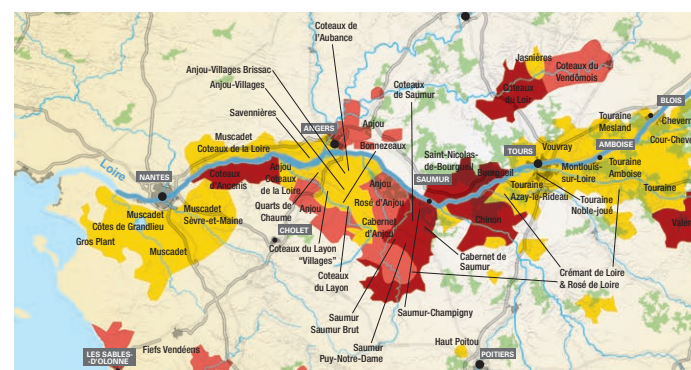 Coteaux de
l'Aubance
Anjou-Villages Brissac
Anjou-Villages
Savennières
Muscadet
Coteaux de la Loire
ANGERS
Anjou
Bonnezeaux
Coteaux
de Saumur
Jasnières
Coteaux du
Vendômois
Coteaux
du Loir
BLOIS
Touraine
Mesland
Cheverny
Cour-Chever
AMBOISE
Vouvray
TOURS
Montlouis-
sur-Loire
Touraine
Amboise
Touraine
Saint-Nicolas-
de-Bourgueil
Bourgueil
SAUMUR
Touraine
Azay-le-Rideau
Touraine
Noble-joué
Chinon
Loire
NANTES
Coteaux
d'Ancenis
Anjou
Coteaux
de la Loire
Quarts de
Chaume
Anjou
Anjou
Rosé d'Anjou
Cabernet
d'Anjou
Muscadet
Côtes de Grandlieu
Gros Plant
Muscadet
Sèvre-et-Maine
Muscadet
CHOLET
Coteaux du Layon
"Villages"
Coteaux
du Layon
Cabernet de
Saumur
Crémant de Loire
& Rosé de Loire
Saumur-Champigny
Saumur
Saumur Brut
Saumur
Puy-Notre-Dame
Haut Poitou
POITIERS
LES SABLES-
-D'OLONNE
Fiefs Vendéens